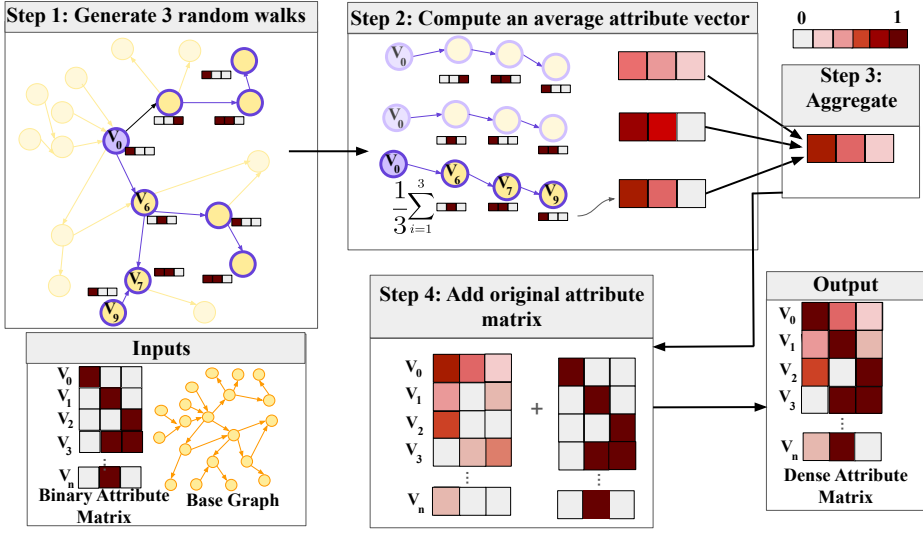 Step 1: Generate 3 random walks
V0
V6
V7
V9
Step 2: Compute an average attribute vector
V0
V0
V0
V6
V7
V9
1/3 ∑ i=1 3
0 1
Step 3:
Aggregate
Inputs
V0
V1
V2
V3
⋮
Vn
Binary Attribute
Matrix
Base Graph
Step 4: Add original attribute
matrix
V0
V1
V2
V3
⋮
Vn
+
⋮
Output
V0
V1
V2
V3
⋮
Vn
Dense Attribute
Matrix